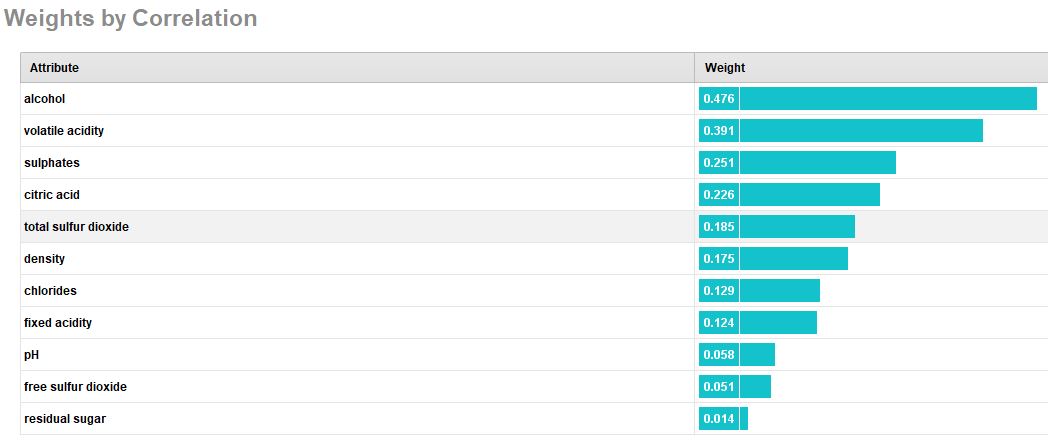 Weights by Correlation
Attribute Weight
alcohol 0.476
volatile acidity 0.391
sulphates 0.251
citric acid 0.226
total sulfur dioxide 0.185
density 0.175
chlorides 0.129
fixed acidity 0.124
pH 0.058
free sulfur dioxide 0.051
residual sugar 0.014